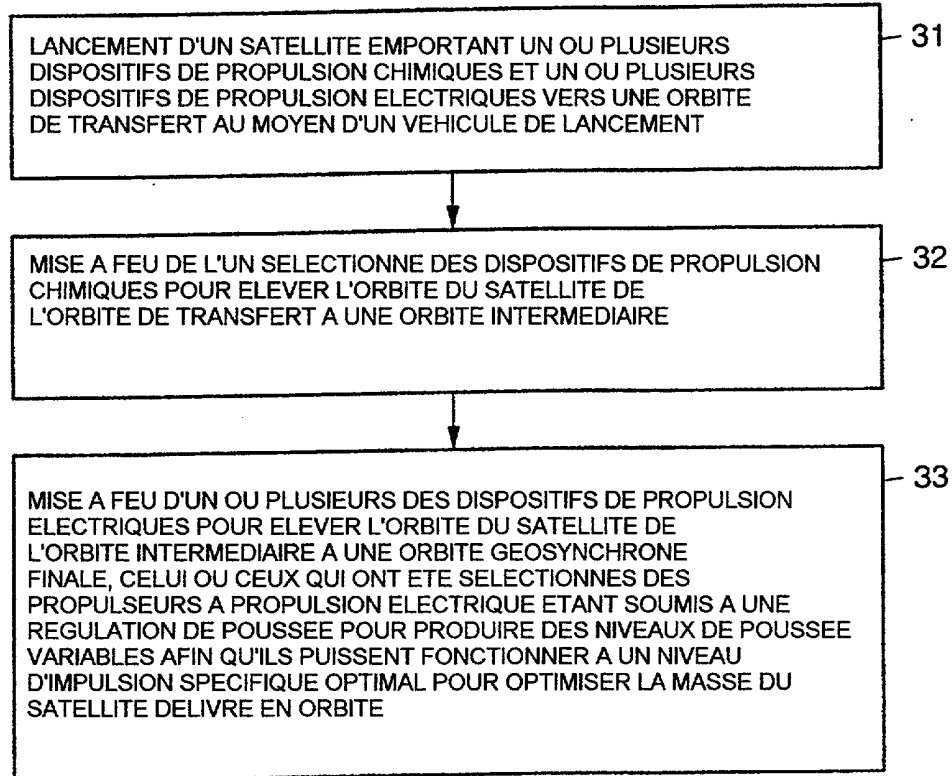 LANCEMENT D'UN SATELLITE EMPORTANT UN OU PLUSIEURS
DISPOSITIFS DE PROPULSION CHIMIQUES ET UN OU PLUSIEURS
DISPOSITIFS DE PROPULSION ELECTRIQUES VERS UNE ORBITE
DE TRANSFERT AU MOYEN D'UN VEHICULE DE LANCEMENT
31
MISE A FEU DE L'UN SELECTIONNE DES DISPOSITIFS DE PROPULSION
CHIMIQUES POUR ELEVER L'ORBITE DU SATELLITE DE
L'ORBITE DE TRANSFERT A UNE ORBITE INTERMEDIAIRE
32
MISE A FEU D'UN OU PLUSIEURS DES DISPOSITIFS DE PROPULSION
ELECTRIQUES POUR ELEVER L'ORBITE DU SATELLITE DE
L'ORBITE INTERMEDIAIRE A UNE ORBITE GEOSYNCHRONE
FINALE, CELUI OU CEUX QUI ONT ETE SELECTIONNES DES
PROPULSEURS A PROPULSION ELECTRIQUE ETANT SOUMIS A UNE
REGULATION DE POUSSEE POUR PRODUIRE DES NIVEAUX DE POUSSEE
VARIABLES AFIN QU'ILS PUISSENT FONCTIONNER A UN NIVEAU
D'IMPULSION SPECIFIQUE OPTIMAL POUR OPTIMISER LA MASSE DU
SATELLITE DELIVRE EN ORBITE
33